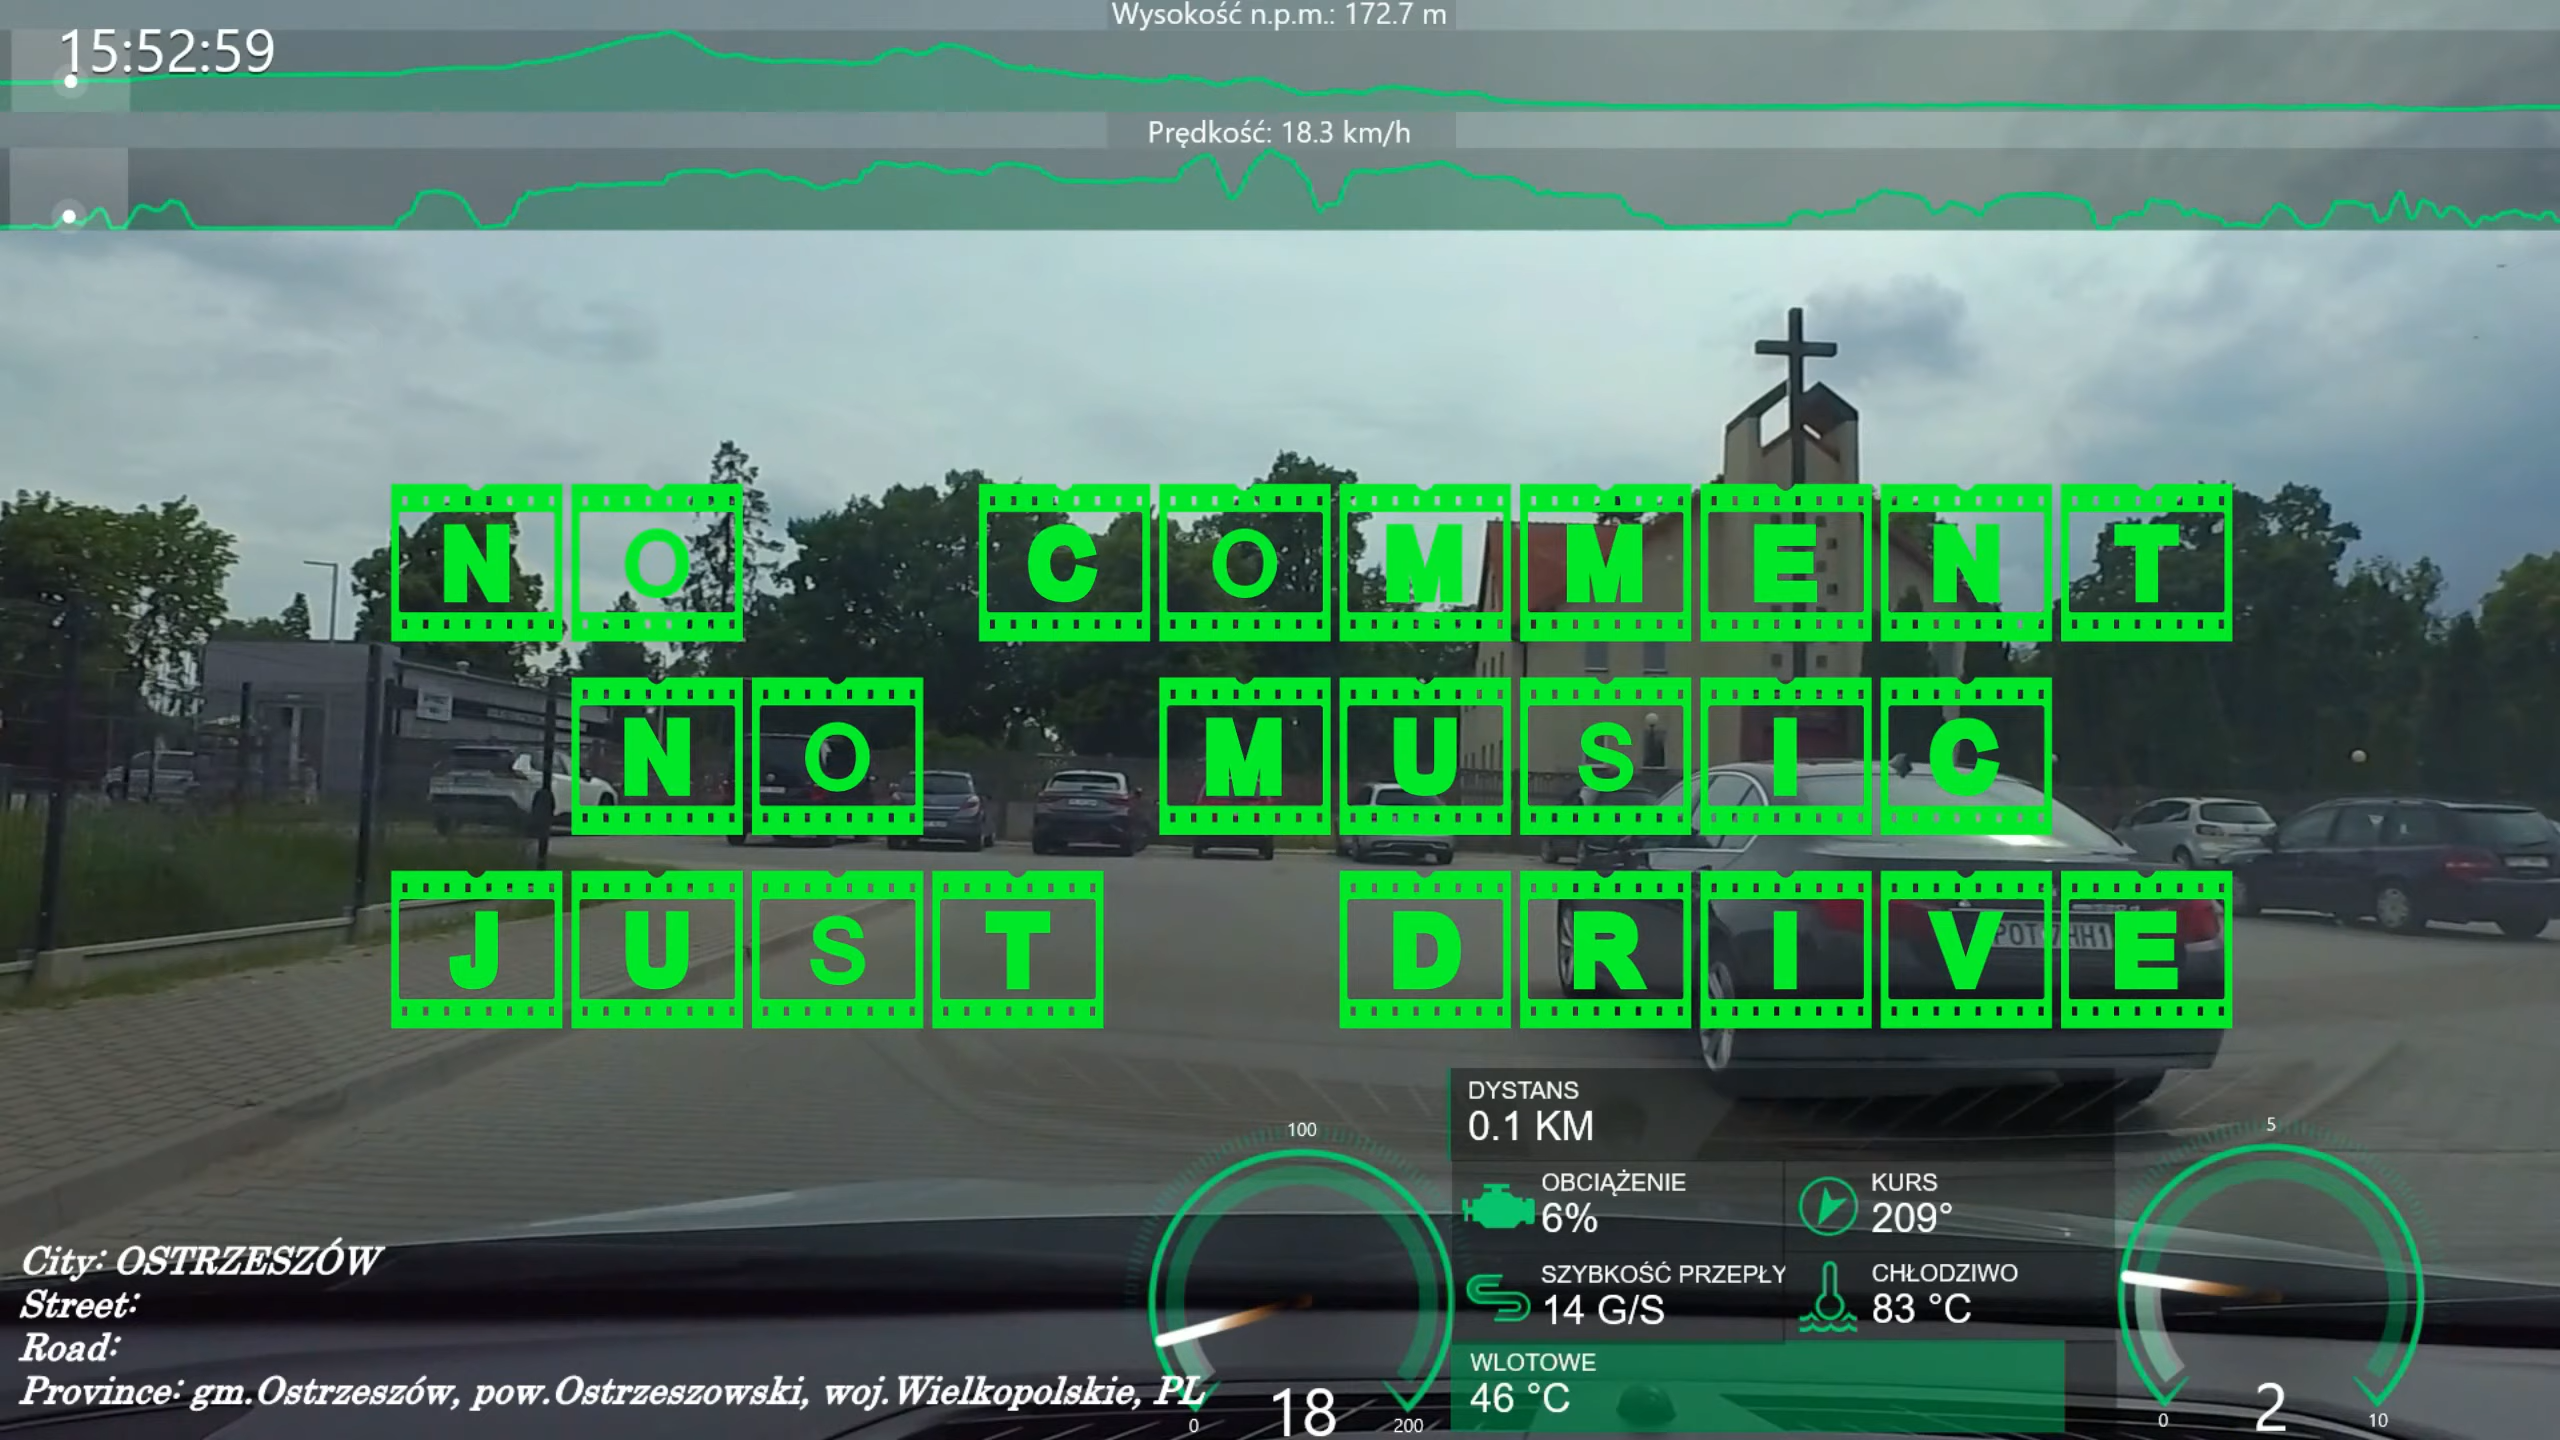 Wysokość n.p.m.: 172.7 m
15:52:59
Prędkość: 18.3 km/h
NO COMMENT
NO MUSIC
JUST DRIVE
DYSTANS
0.1 KM
OBCIĄŻENIE
6%
KURS
209°
SZYBKOŚĆ PRZEPŁY
14 G/S
CHŁODZIWO
83 °C
WLOTOWE
46 °C
100
0
18
200
5
0
2
10
City: OSTRZESZÓW
Street:
Road:
Province: gm.Ostrzeszów, pow.Ostrzeszowski, woj.Wielkopolskie, PL